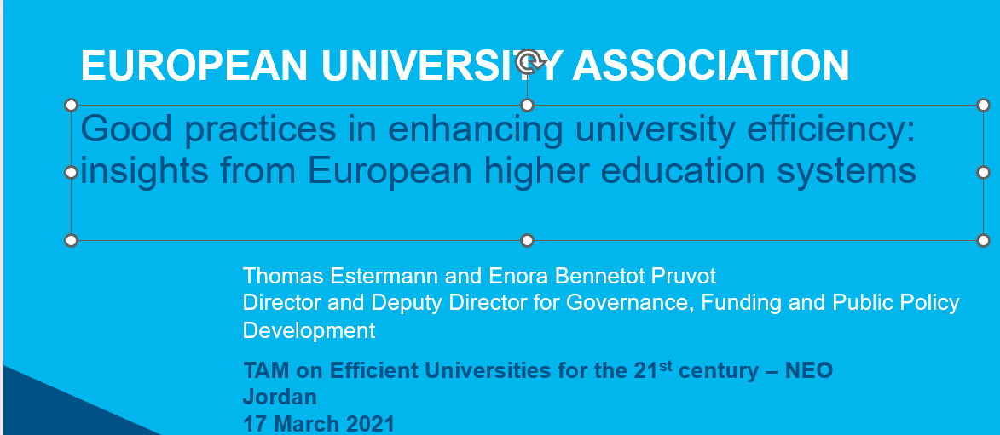 EUROPEAN UNIVERSITY ASSOCIATION
Good practices in enhancing university efficiency:
insights from European higher education systems
Thomas Estermann and Enora Bennetot Pruvot
Director and Deputy Director for Governance, Funding and Public Policy
Development
TAM on Efficient Universities for the 21st century – NEO
Jordan
17 March 2021